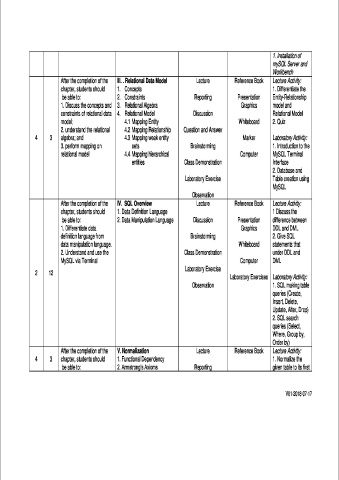 1. Installation of
mySQL Server and
Workbench
4
3
After the completion of the
chapter, students should
be able to:
1. Discuss the concepts and
constraints of relational data
model;
2. understand the relational
algebra; and
3. perform mapping on
relational model
III. . Relational Data Model
1. Concepts
2. Constraints
3. Relational Algebra
4. Relational Model
4.1 Mapping Entity
4.2 Mapping Relationship
4.3 Mapping weak entity
sets
4.4 Mapping hierarchical
entities
Lecture
Reporting
Discussion
Question and Answer
Brainstorming
Class Demonstration
Laboratory Exercise
Observation
Reference Book
Presentation
Graphics
Whiteboard
Marker
Computer
Lecture Activity:
1. Differentiate the
Entity-Relationship
model and
Relational Model
2. Quiz
Laboratory Activity:
1. Introduction to the
MySQL Terminal
Interface
2. Database and
Table creation using
MySQL
2
12
After the completion of the
chapter, students should
be able to:
1. Differentiate data
definition language from
data manipulation language.
2. Understand and use the
MySQL via Terminal
IV. SQL Overview
1. Data Definition Language
2. Data Manipulation Language
Lecture
Discussion
Brainstorming
Class Demonstration
Laboratory Exercise
Observation
Reference Book
Presentation
Graphics
Whiteboard
Computer
Laboratory Exercises
Lecture Activity:
1 Discuss the
difference between
DDL and DML
2. Give SQL
statements that
under DDL and
DML
Laboratory Activity:
1. SQL making table
queries (Create,
Insert, Delete,
Update, Alter, Drop)
2. SQL search
queries (Select,
Where, Group by,
Order by)
4
3
After the completion of the
chapter, students should
be able to:
V. Normalization
1. Functional Dependency
2. Armstrong's Axioms
Lecture
Reporting
Reference Book
Lecture Activity:
1. Normalize the
given table to its first
V01-2018-07-17